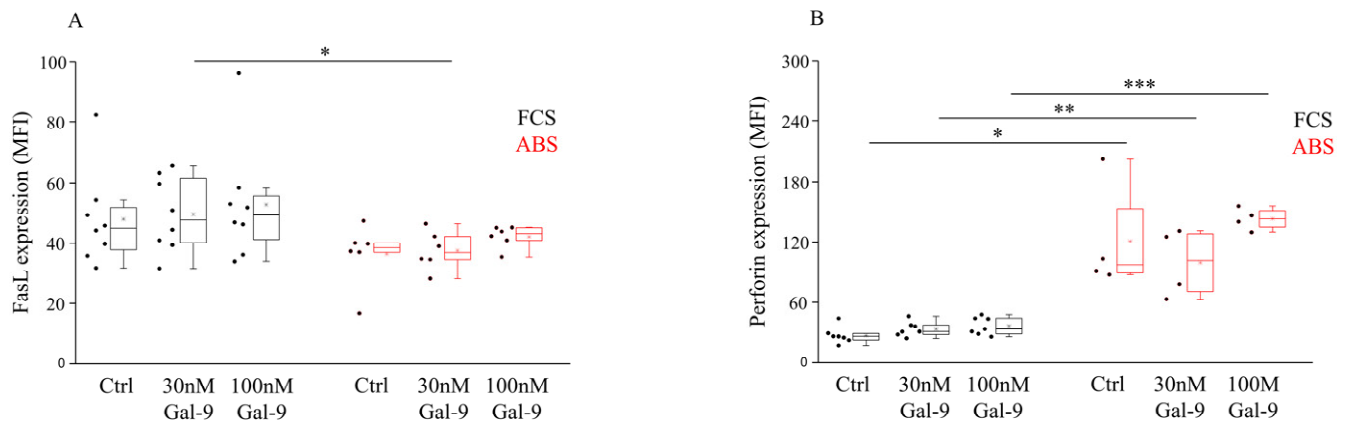 A
FasL expression (MFI)
100
80
60
40
20
0
*
FCS
ABS
Ctrl 30nM 100nM Ctrl 30nM 100nM
Gal-9 Gal-9 Gal-9 Gal-9
B
Perforin expression (MFI)
300
240
180
120
60
0
***
**
*
FCS
ABS
Ctrl 30nM 100nM Ctrl 30nM 100M
Gal-9 Gal-9 Gal-9 Gal-9